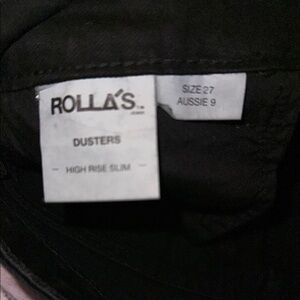 ROLLA'S
DUSTERS
- HIGH RISE SLIM -
SIZE 27
AUSSIE 9